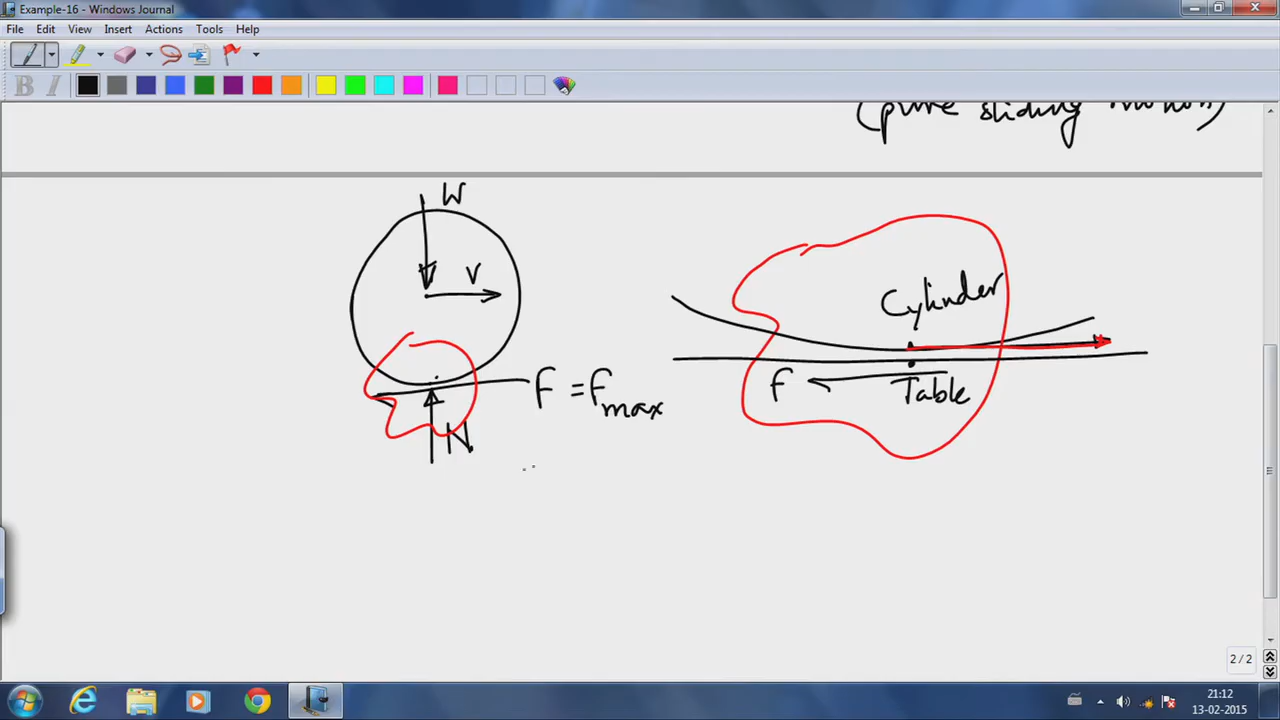 Example-16 - Windows Journal
File Edit View Insert Actions Tools Help
B I
(pure sliding motion)
W
v
Cylinder
F = fmax
F
Table
N
2 / 2
21:12
13-02-2015